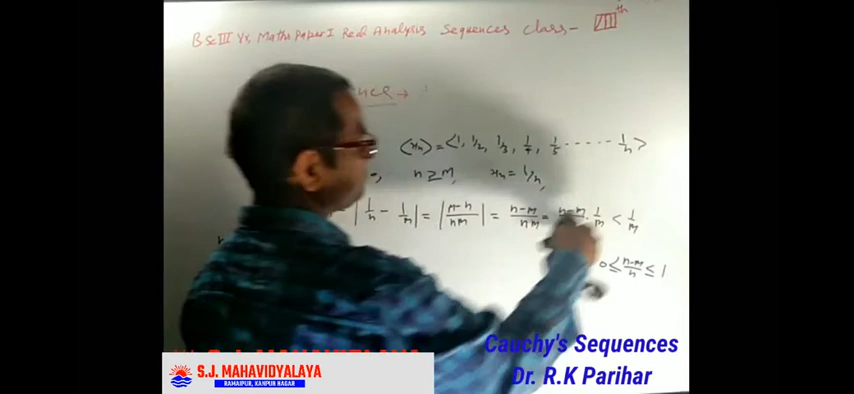 BSc III Yr, Maths Paper I Real Analysis Sequences Class - VII th
nce →
⟨xn⟩ = ⟨1, 1/2, 1/3, 1/4, 1/5 ...... 1/n⟩
n ≥ m, xn = 1/n,
|1/n - 1/m| = |m-n/nm| = n-m/nm = n-m . 1/m < 1/m
0 ≤ n-m/n ≤ 1
Cauchy's Sequences
Dr. R.K Parihar
S.J. MAHAVIDYALAYA
RAMAIPUR, KANPUR NAGAR